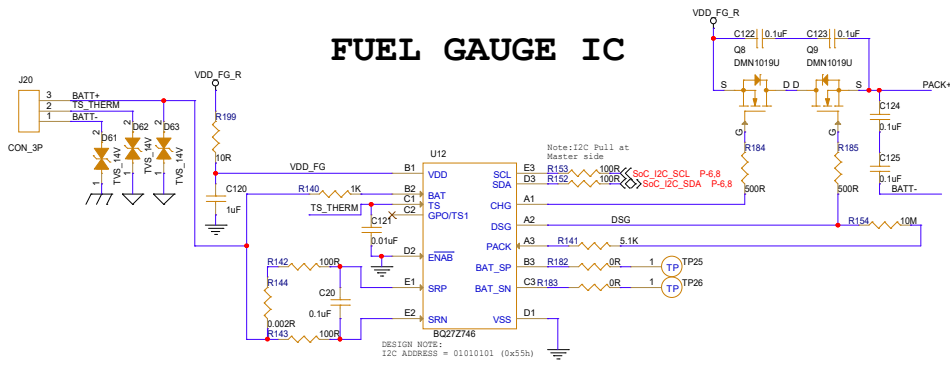 FUEL GAUGE IC
VDD_FG_R
C122 0.1uF
C123 0.1uF
Q8
DMN1019U
Q9
DMN1019U
S D D S
PACK+
G
G
C124
0.1uF
R184
500R
R185
500R
C125
0.1uF
BATT-
J20
3 BATT+
2 TS_THERM
1 BATT-
CON_3P
2 D61 1 TVS_14V
2 D62 1 TVS_14V
2 D63 1 TVS_14V
VDD_FG_R
R199
10R
VDD_FG
C120
1uF
R140 1K
TS_THERM
C121
0.01uF
R142 100R
R144
0.002R
C20
0.1uF
R143 100R
U12
B1 VDD
B2 BAT
C1 TS
C2 GPO/TS1
D2 ENAB
E1 SRP
E2 SRN
SCL E3
SDA D3
CHG A1
DSG A2
PACK A3
BAT_SP B3
BAT_SN C3
VSS D1
BQ27Z746
Note:I2C Pull at
Master side
R153 100R SoC_I2C_SCL P-6,8
R152 100R SoC_I2C_SDA P-6,8
DSG
R154 10M
R141 5.1K
R182 0R 1 TP TP25
R183 0R 1 TP TP26
DESIGN NOTE:
I2C ADDRESS = 01010101 (0x55h)